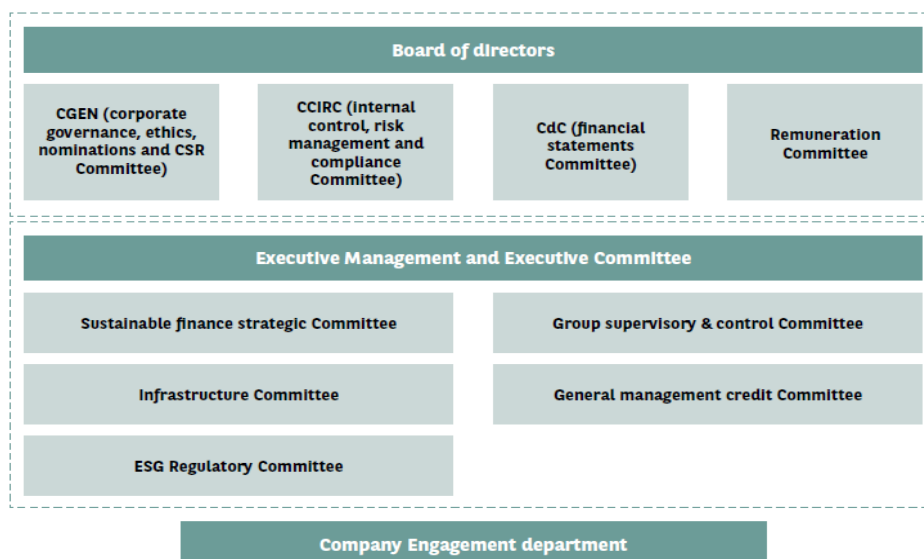 Board of directors
CGEN (corporate
governance, ethics,
nominations and CSR
Committee)
CCIRC (internal
control, risk
management and
compliance
Committee)
CdC (financial
statements
Committee)
Remuneration
Committee
Executive Management and Executive Committee
Sustainable finance strategic Committee
Group supervisory & control Committee
Infrastructure Committee
General management credit Committee
ESG Regulatory Committee
Company Engagement department